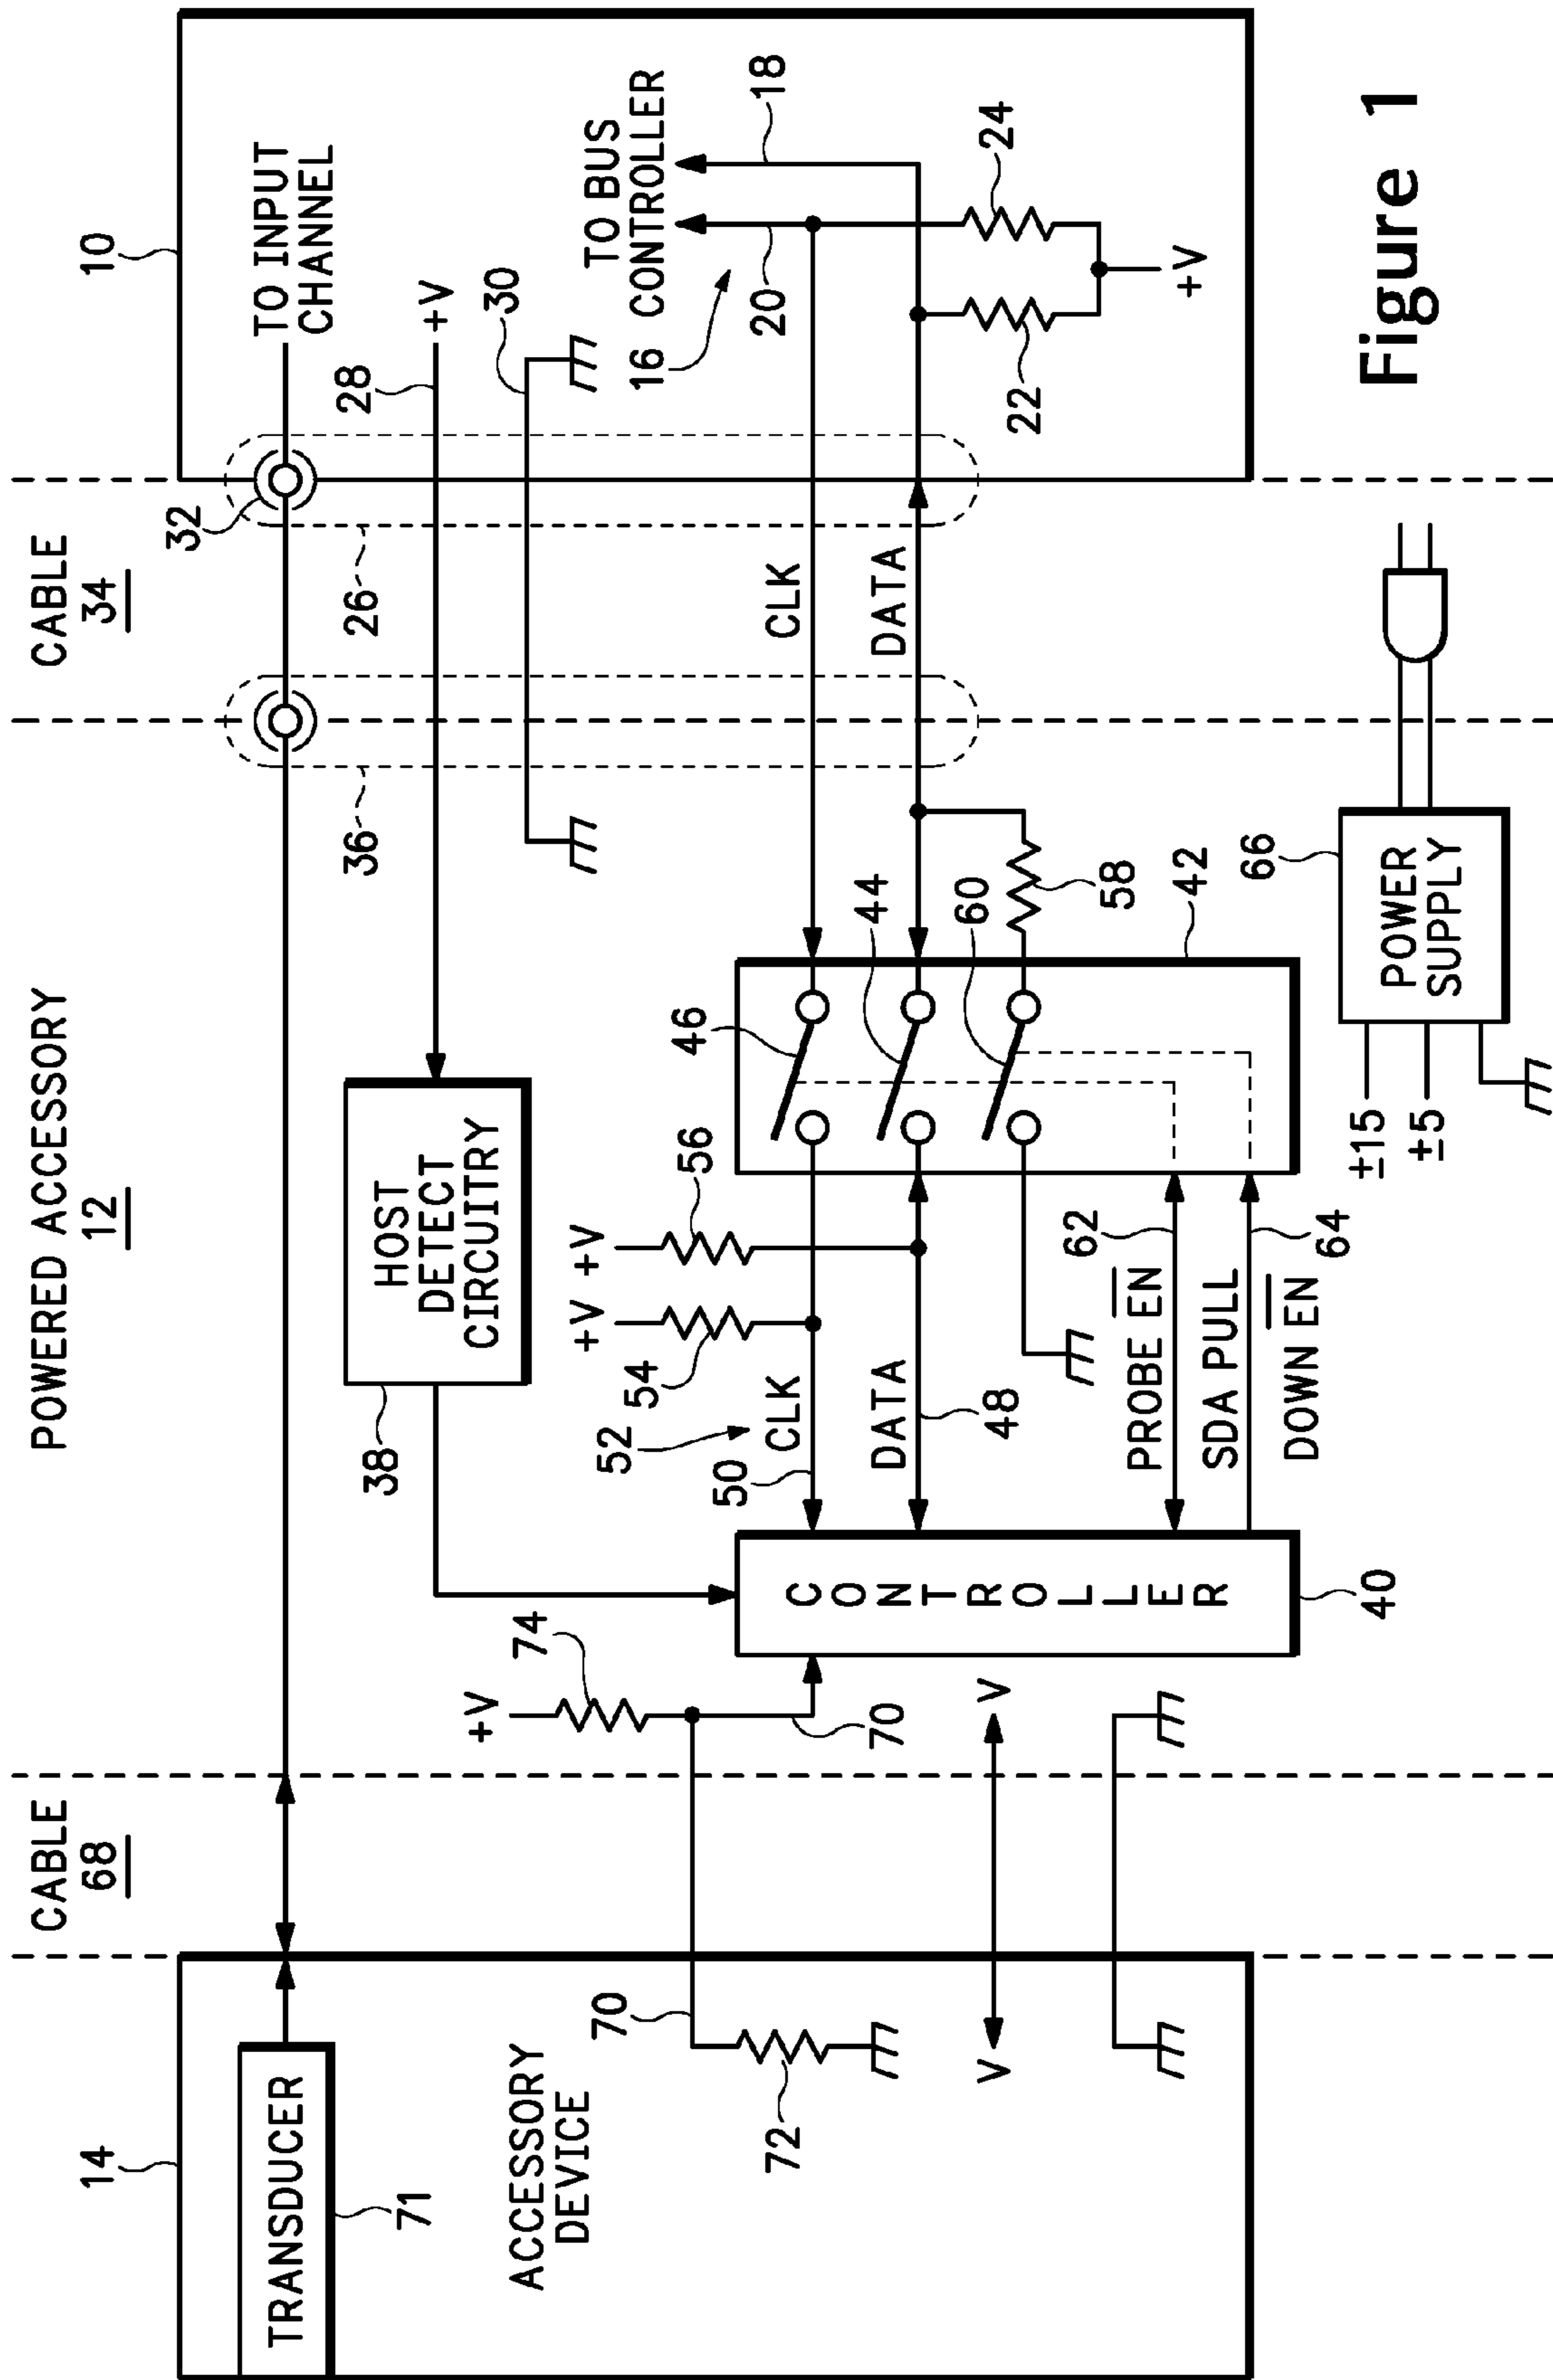 POWERED ACCESSORY
12
CABLE
68
CABLE
34
14
TRANSDUCER
71
ACCESSORY
DEVICE
70
72
V
+V
74
70
V
HOST
DETECT
CIRCUITRY
38
CONTROLLER
40
52
50
CLK
DATA
48
54
56
+V
+V
PROBE E̅N̅
62
SDA PULL
DOWN E̅N̅
64
46
44
60
42
58
36
POWER
SUPPLY
66
±15
±5
CLK
DATA
26
32
10
TO INPUT
CHANNEL
28
+V
30
TO BUS
CONTROLLER
16
20
18
22
24
+V
Figure 1